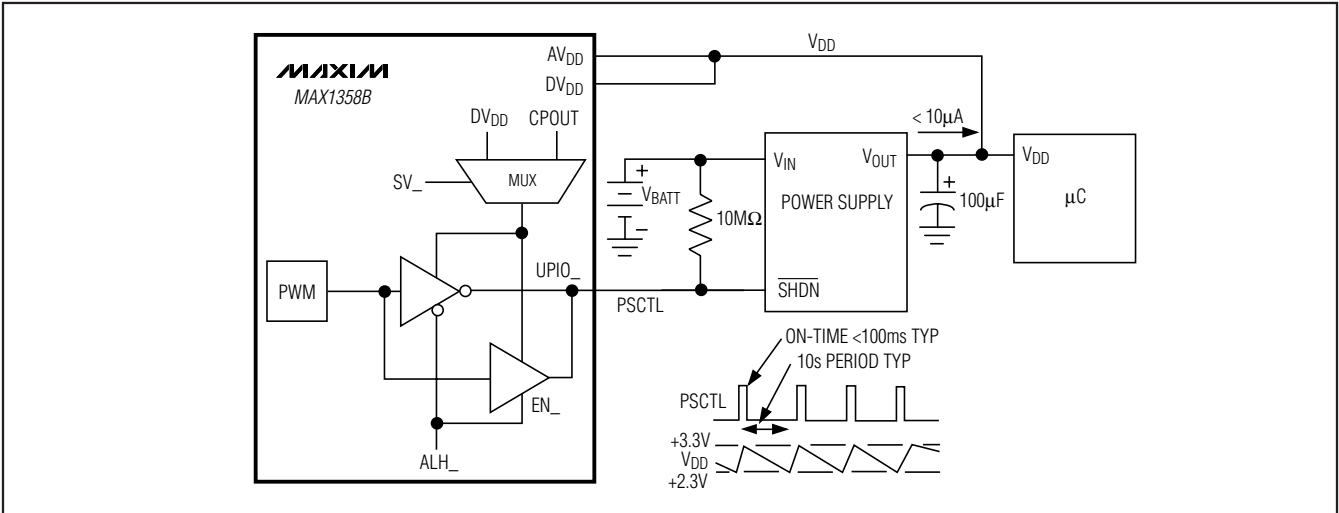 MAXIM
MAX1358B
AVDD
DVDD
VDD
DVDD CPOUT
SV_
MUX
PWM
UPIO_
EN_
ALH_
PSCTL
+
VBATT
−
10MΩ
VIN
VOUT
POWER SUPPLY
SHDN
< 10μA
+
100μF
VDD
μC
ON-TIME <100ms TYP
10s PERIOD TYP
PSCTL
+3.3V
VDD
+2.3V